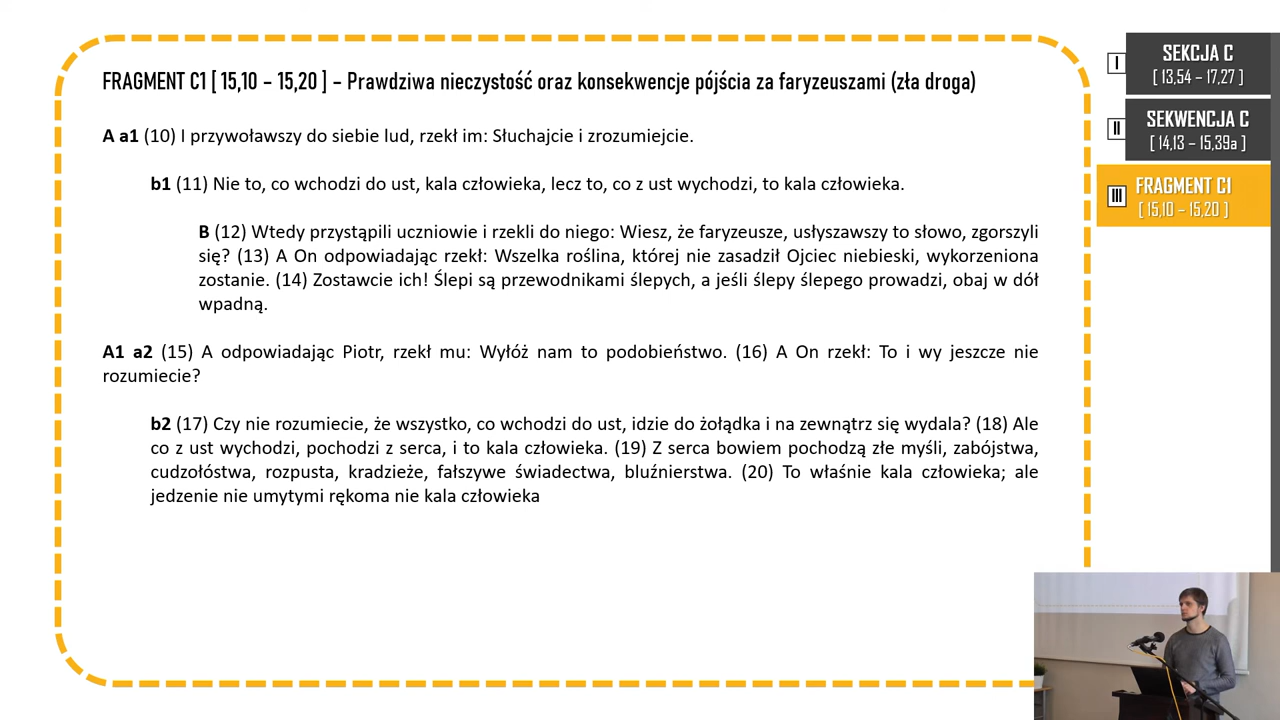 FRAGMENT C1 [ 15,10 – 15,20 ] – Prawdziwa nieczystość oraz konsekwencje pójścia za faryzeuszami (zła droga)
A a1 (10) I przywoławszy do siebie lud, rzekł im: Słuchajcie i zrozumiejcie.
b1 (11) Nie to, co wchodzi do ust, kala człowieka, lecz to, co z ust wychodzi, to kala człowieka.
B (12) Wtedy przystąpili uczniowie i rzekli do niego: Wiesz, że faryzeusze, usłyszawszy to słowo, zgorszyli
się? (13) A On odpowiadając rzekł: Wszelka roślina, której nie zasadził Ojciec niebieski, wykorzeniona
zostanie. (14) Zostawcie ich! Ślepi są przewodnikami ślepych, a jeśli ślepy ślepego prowadzi, obaj w dół
wpadną.
A1 a2 (15) A odpowiadając Piotr, rzekł mu: Wyłóż nam to podobieństwo. (16) A On rzekł: To i wy jeszcze nie
rozumiecie?
b2 (17) Czy nie rozumiecie, że wszystko, co wchodzi do ust, idzie do żołądka i na zewnątrz się wydala? (18) Ale
co z ust wychodzi, pochodzi z serca, i to kala człowieka. (19) Z serca bowiem pochodzą złe myśli, zabójstwa,
cudzołóstwa, rozpusta, kradzieże, fałszywe świadectwa, bluźnierstwa. (20) To właśnie kala człowieka; ale
jedzenie nie umytymi rękoma nie kala człowieka
I
SEKCJA C
[ 13,54 – 17,27 ]
II
SEKWENCJA C
[ 14,13 – 15,39a ]
III
FRAGMENT C1
[ 15,10 – 15,20 ]